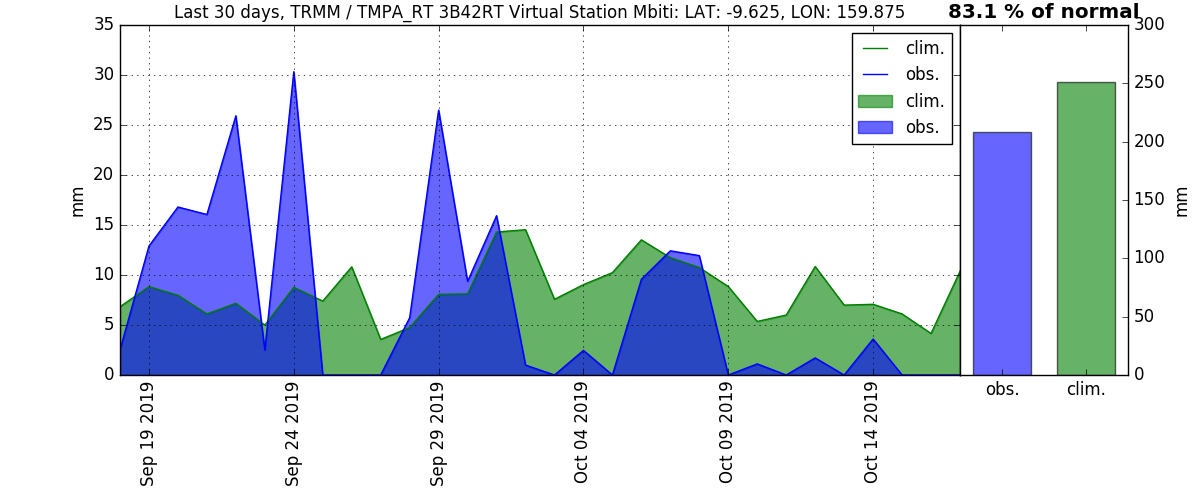 Last 30 days, TRMM / TMPA_RT 3B42RT Virtual Station Mbiti: LAT: -9.625, LON: 159.875
83.1 % of normal
35
30
25
20
15
10
5
0
mm
clim.
obs.
clim.
obs.
Sep 19 2019
Sep 24 2019
Sep 29 2019
Oct 04 2019
Oct 09 2019
Oct 14 2019
300
250
200
150
100
50
0
mm
obs.
clim.